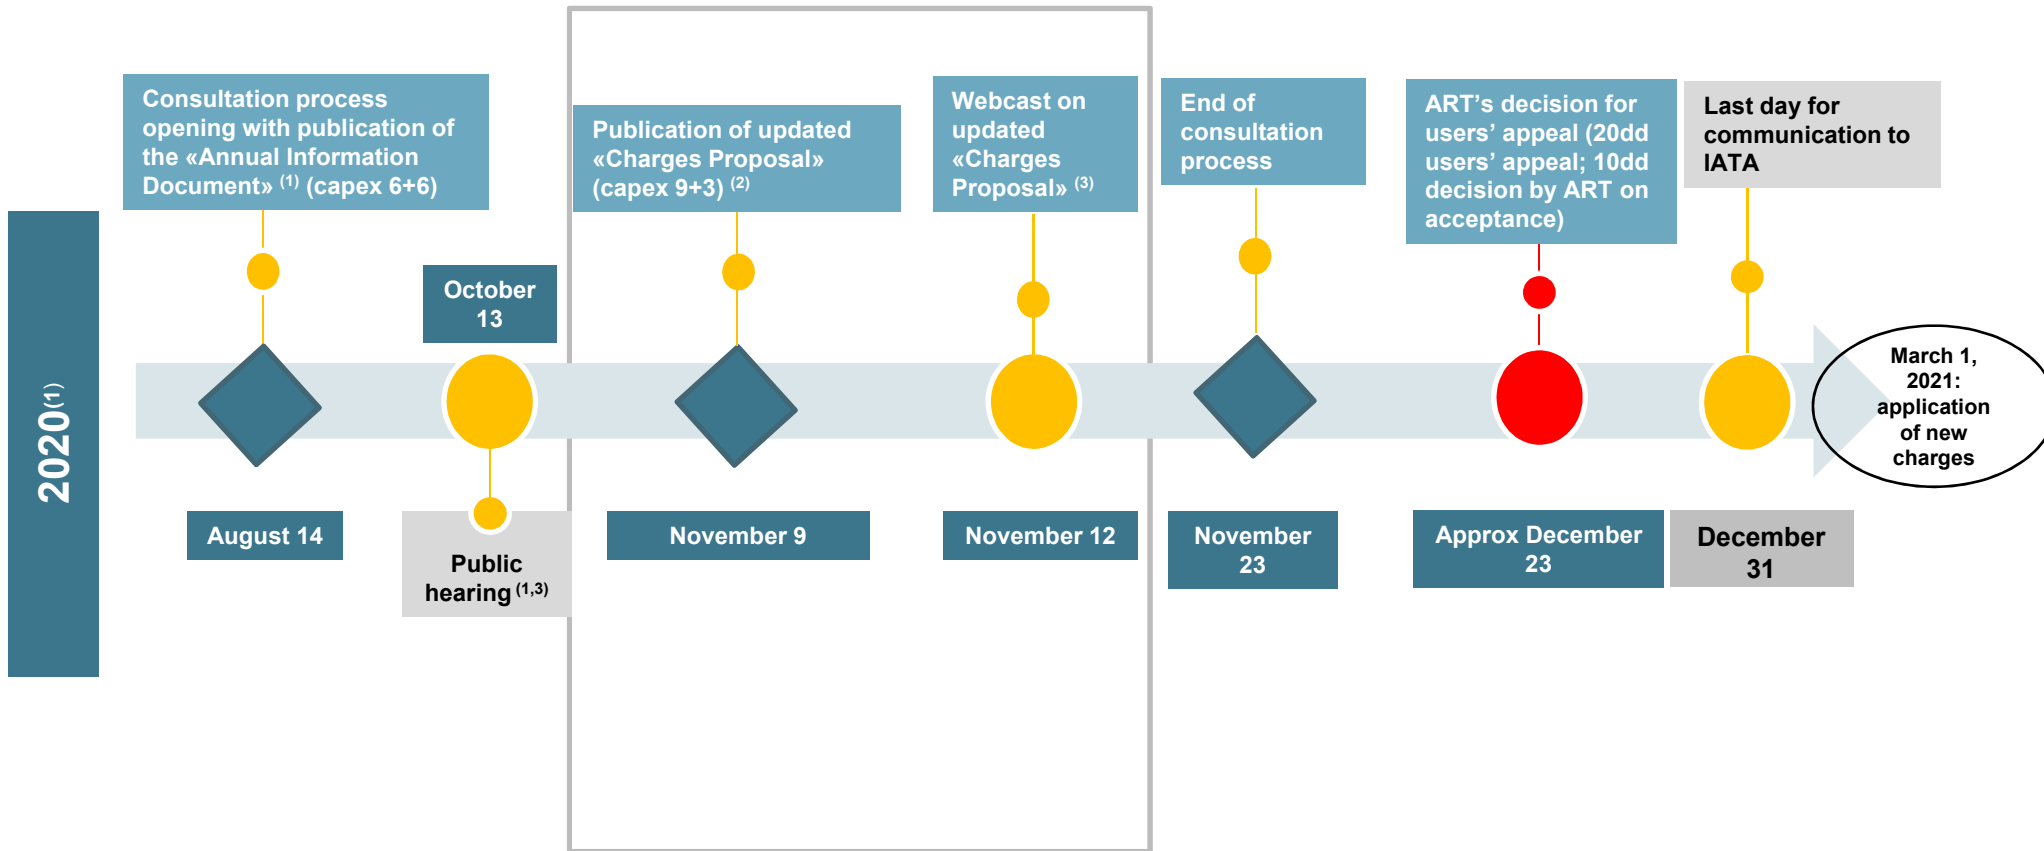 2020(1)
Consultation process
opening with publication of
the «Annual Information
Document» (1) (capex 6+6)
August 14
October
13
Public
hearing (1,3)
Publication of updated
«Charges Proposal»
(capex 9+3) (2)
November 9
Webcast on
updated
«Charges
Proposal» (3)
November 12
End of
consultation
process
November
23
ART’s decision for
users’ appeal (20dd
users’ appeal; 10dd
decision by ART on
acceptance)
Approx December
23
Last day for
communication to
IATA
December
31
March 1,
2021:
application
of new
charges